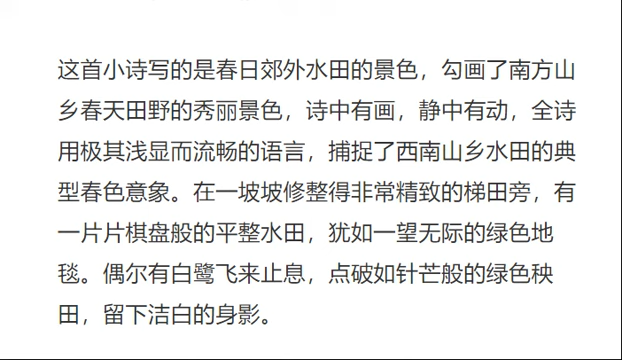 这首小诗写的是春日郊外水田的景色，勾画了南方山
乡春天田野的秀丽景色，诗中有画，静中有动，全诗
用极其浅显而流畅的语言，捕捉了西南山乡水田的典
型春色意象。在一坡坡修整得非常精致的梯田旁，有
一片片棋盘般的平整水田，犹如一望无际的绿色地
毯。偶尔有白鹭飞来止息，点破如针芒般的绿色秧
田，留下洁白的身影。